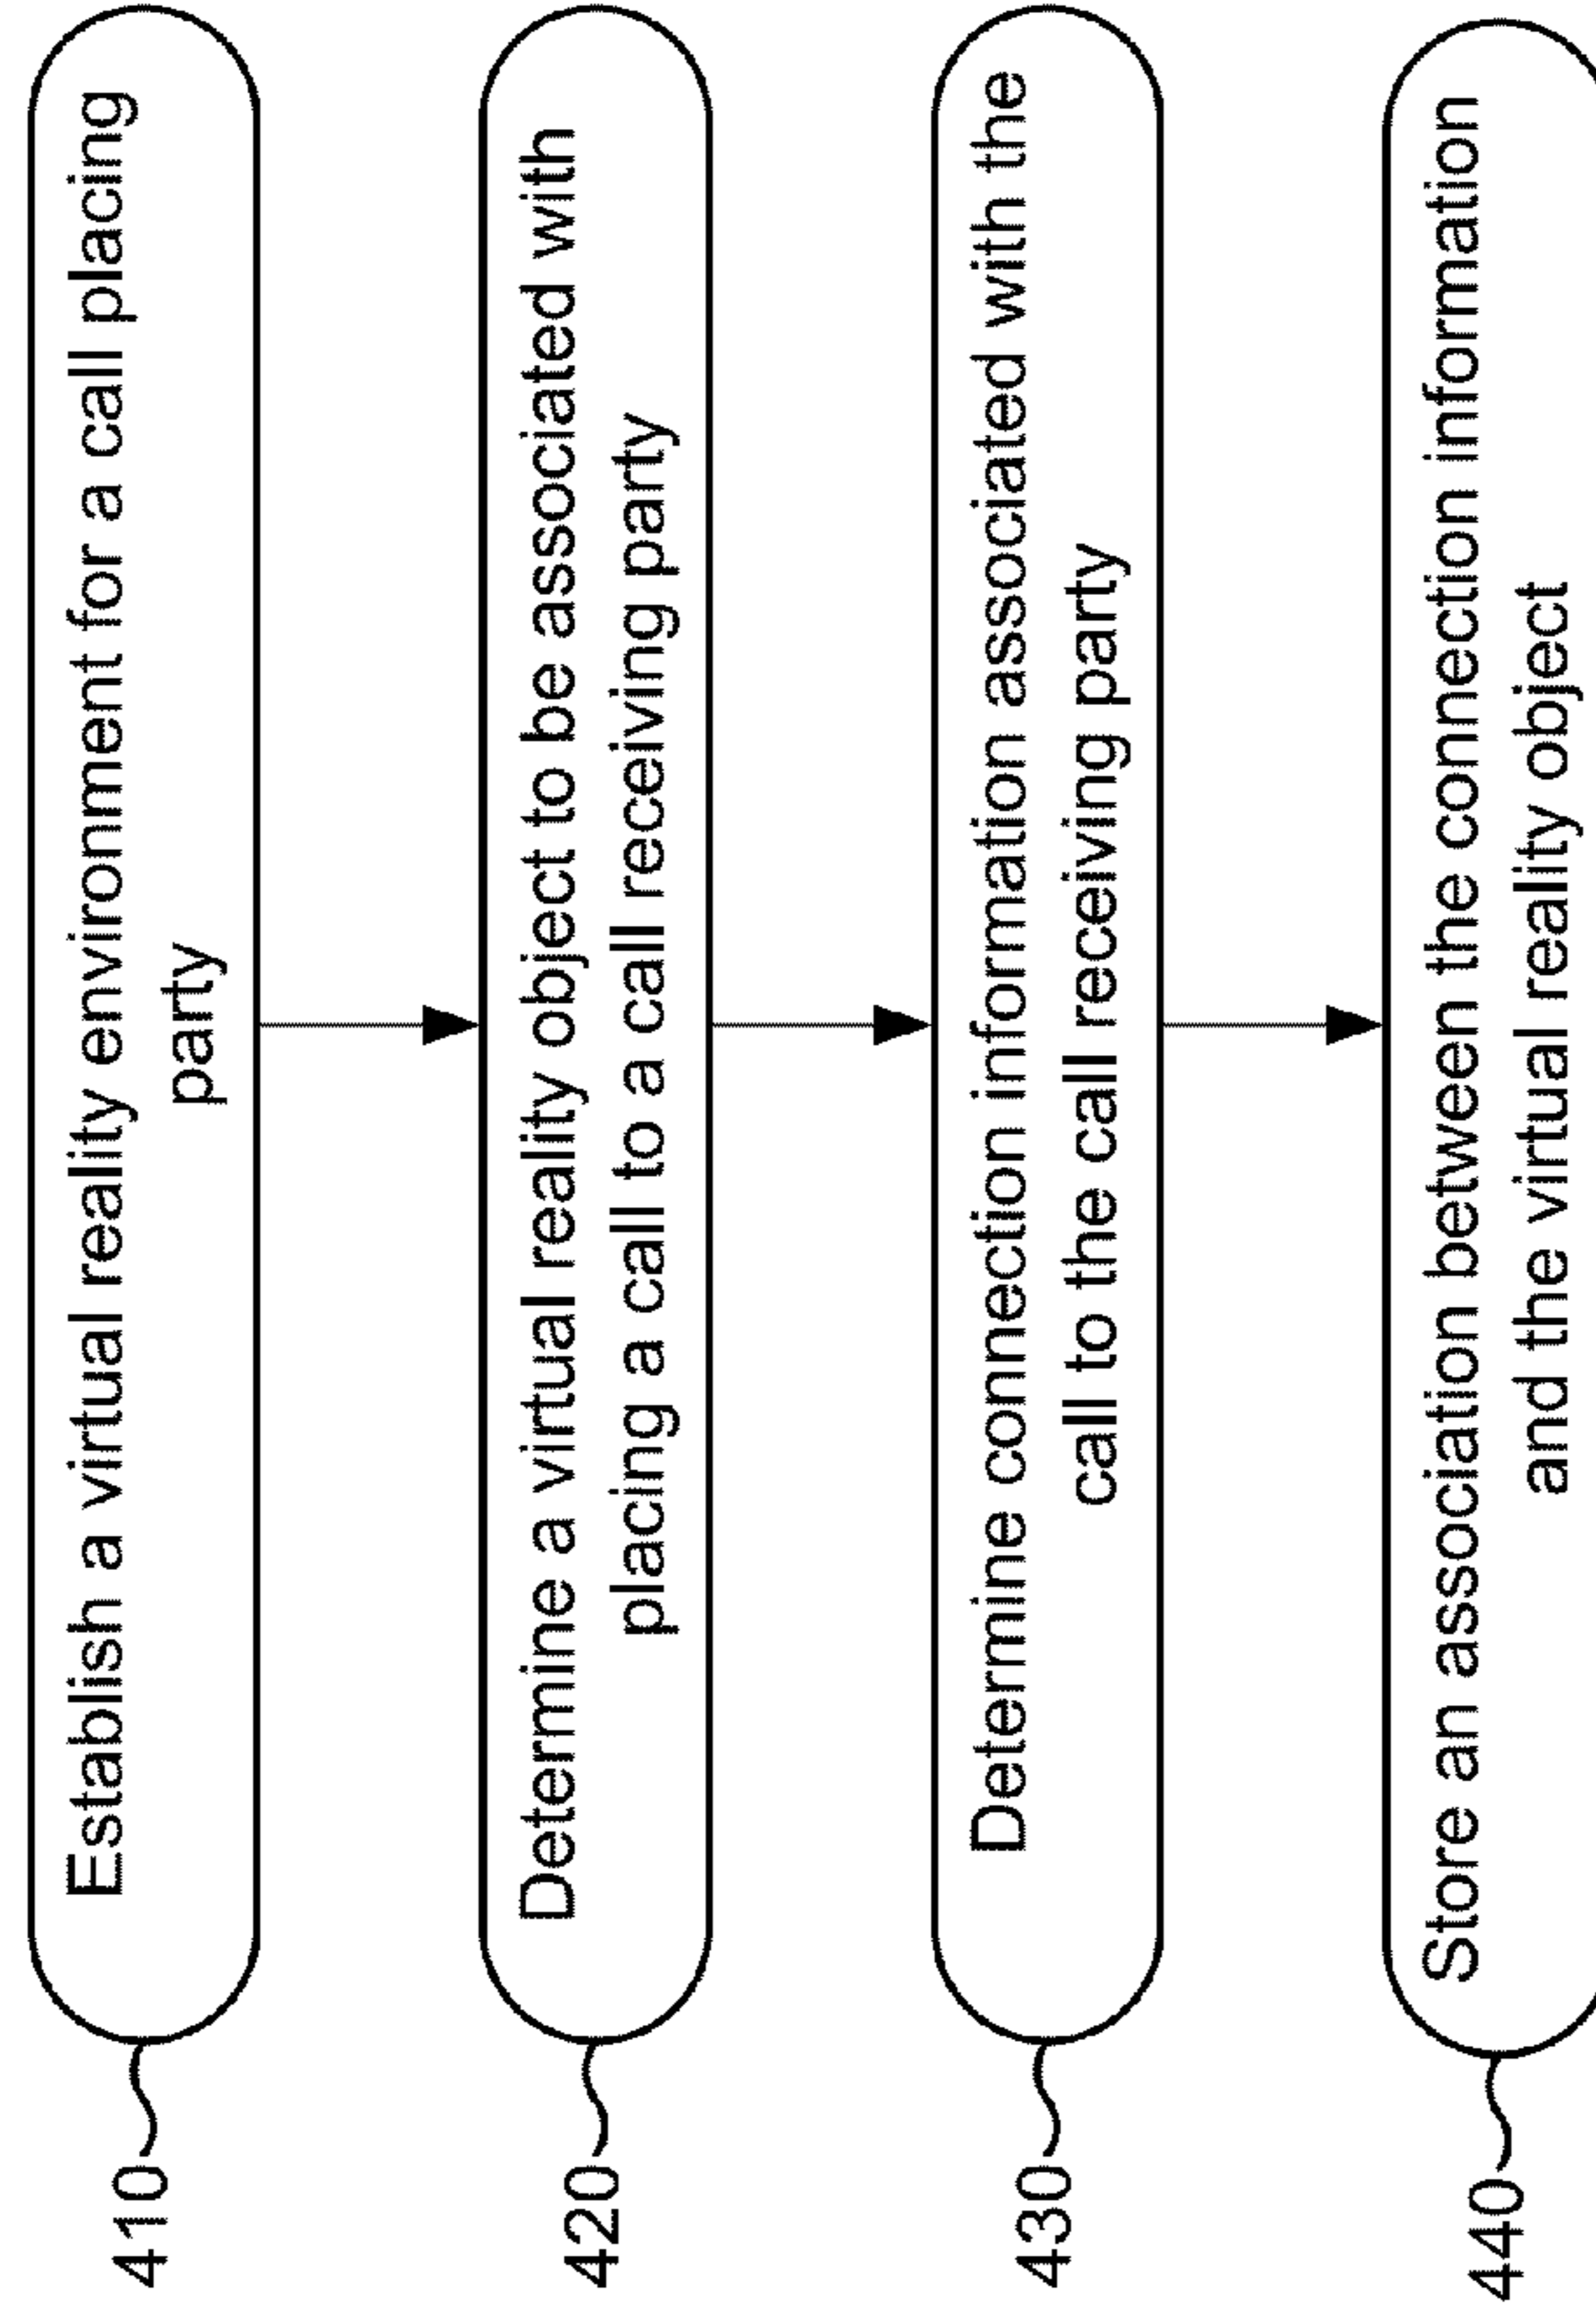 410
Establish a virtual reality environment for a call placing
party
420
Determine a virtual reality object to be associated with
placing a call to a call receiving party
430
Determine connection information associated with the
call to the call receiving party
440
Store an association between the connection information
and the virtual reality object